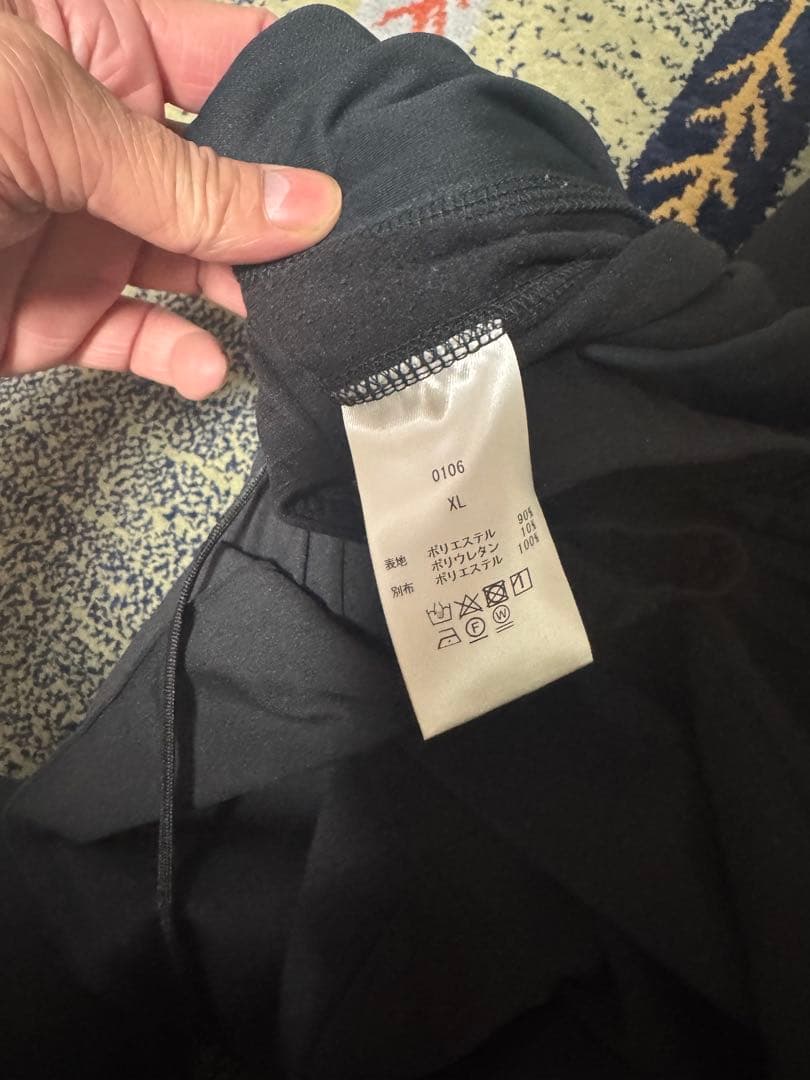 0106
XL
表地 ポリエステル 90%
ポリウレタン 10%
別布 ポリエステル 100%
F W